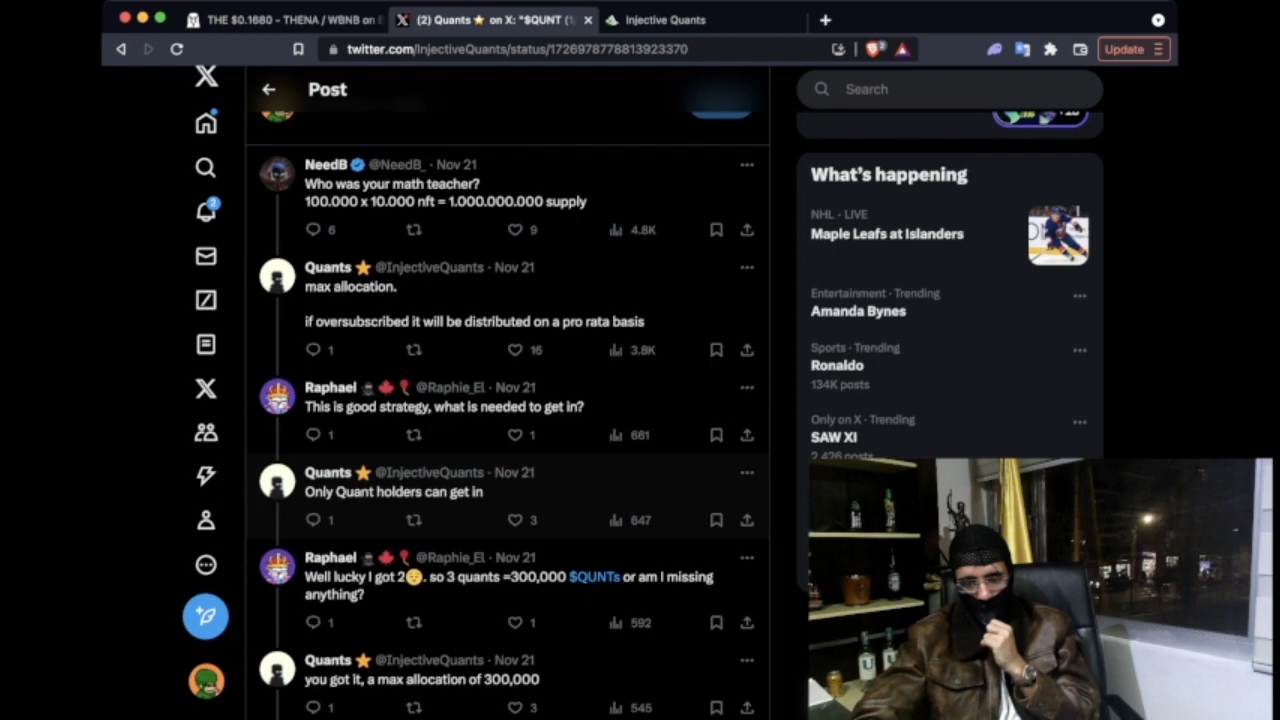 THE $0.1680 - THENA / WBNB on
(2) Quants⭐ on X: "$QUNT (1
Injective Quants
twitter.com/InjectiveQuants/status/1726978778813923370
Update
Post
Search
+28
NeedB @NeedB_ · Nov 21
Who was your math teacher?
100.000 x 10.000 nft = 1.000.000.000 supply
6 9 4.8K
Quants ⭐ @InjectiveQuants · Nov 21
max allocation.
if oversubscribed it will be distributed on a pro rata basis
1 16 3.8K
Raphael @Raphie_El · Nov 21
This is good strategy, what is needed to get in?
1 1 661
Quants ⭐ @InjectiveQuants · Nov 21
Only Quant holders can get in
1 3 647
Raphael @Raphie_El · Nov 21
Well lucky I got 2😌. so 3 quants =300,000 $QUNTs or am I missing
anything?
1 1 592
Quants ⭐ @InjectiveQuants · Nov 21
you got it, a max allocation of 300,000
1 3 545
What's happening
NHL · LIVE
Maple Leafs at Islanders
Entertainment · Trending
Amanda Bynes
Sports · Trending
Ronaldo
134K posts
Only on X · Trending
SAW XI
2,426 posts